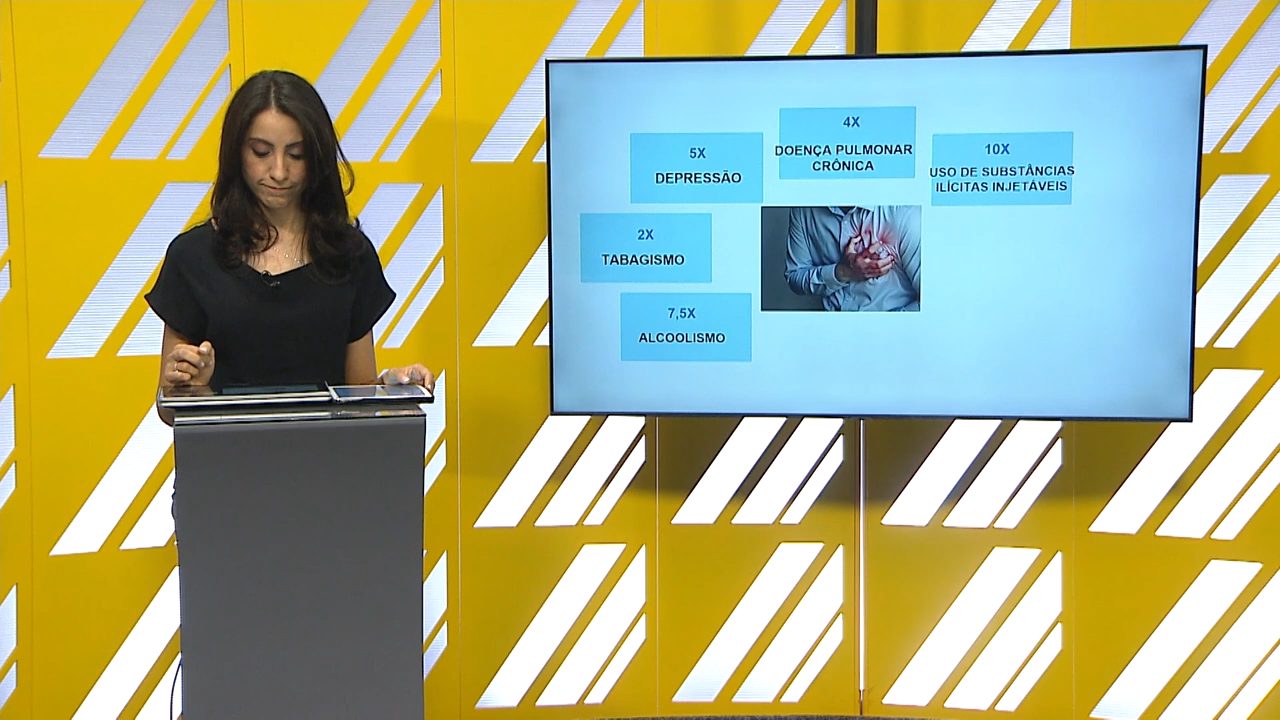 4X
DOENÇA PULMONAR
CRÔNICA
5X
DEPRESSÃO
10X
USO DE SUBSTÂNCIAS
ILÍCITAS INJETÁVEIS
2X
TABAGISMO
7,5X
ALCOOLISMO